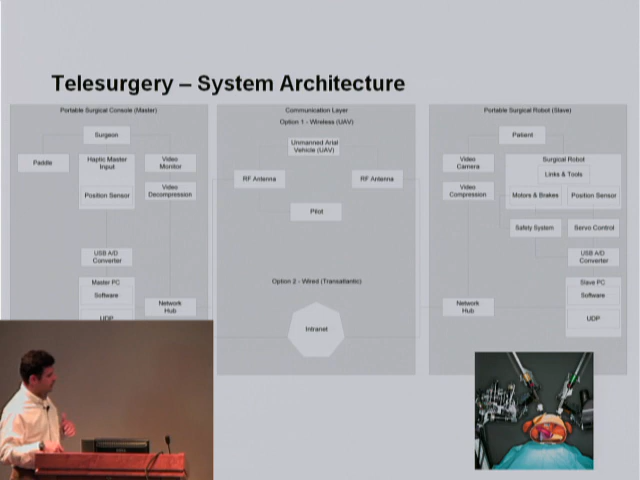 Telesurgery – System Architecture
Portable Surgical Console (Master)
Surgeon
Paddle
Haptic Master
Input
Position Sensor
Video
Monitor
Video
Decompression
USB A/D
Converter
Master PC
Software
UDP
Network
Hub
Communication Layer
Option 1 - Wireless (UAV)
Unmanned Arial
Vehicle (UAV)
RF Antenna
RF Antenna
Pilot
Option 2 - Wired (Transatlantic)
Intranet
Portable Surgical Robot (Slave)
Patient
Video
Camera
Video
Compression
Surgical Robot
Links & Tools
Motors & Brakes
Position Sensor
Safety System
Servo Control
USB A/D
Converter
Slave PC
Software
UDP
Network
Hub